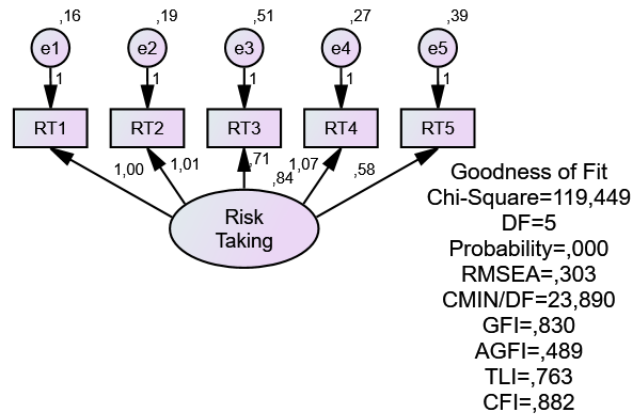 ,16
,19
,51
,27
,39
e1
e2
e3
e4
e5
1
1
1
1
1
RT1
RT2
RT3
RT4
RT5
1,00
1,01
,71
1,07
,58
,84
Risk
Taking
Goodness of Fit
Chi-Square=119,449
DF=5
Probability=,000
RMSEA=,303
CMIN/DF=23,890
GFI=,830
AGFI=,489
TLI=,763
CFI=,882